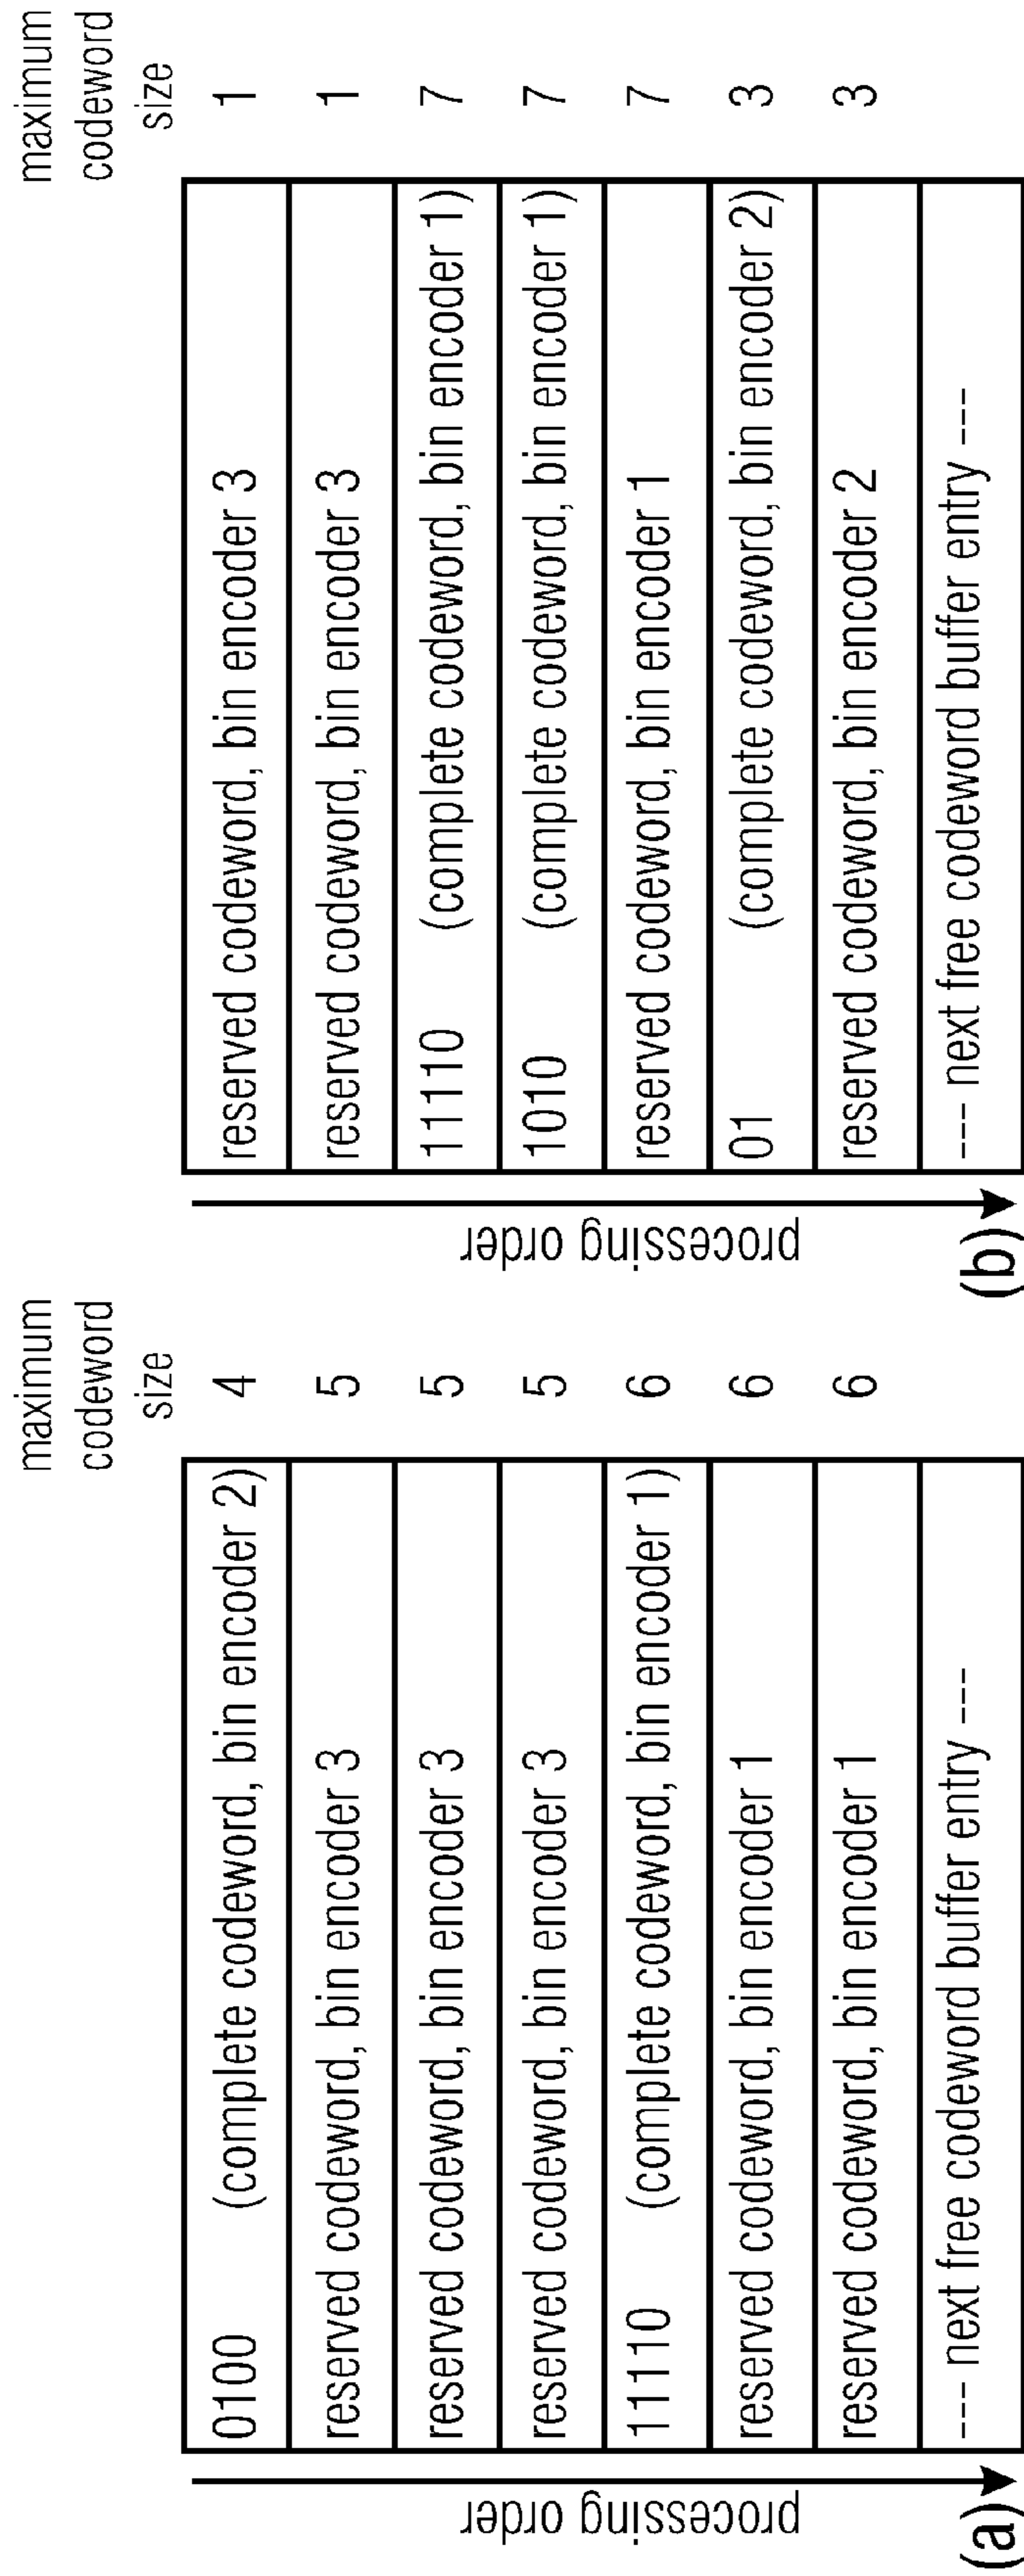 maximum
codeword
size
0100 (complete codeword, bin encoder 2) 4
reserved codeword, bin encoder 3 5
reserved codeword, bin encoder 3 5
reserved codeword, bin encoder 3 5
11110 (complete codeword, bin encoder 1) 6
reserved codeword, bin encoder 1 6
reserved codeword, bin encoder 1 6
--- next free codeword buffer entry ---
processing order
(a)
maximum
codeword
size
reserved codeword, bin encoder 3 1
reserved codeword, bin encoder 3 1
11110 (complete codeword, bin encoder 1) 7
1010 (complete codeword, bin encoder 1) 7
reserved codeword, bin encoder 1 7
01 (complete codeword, bin encoder 2) 3
reserved codeword, bin encoder 2 3
--- next free codeword buffer entry ---
processing order
(b)